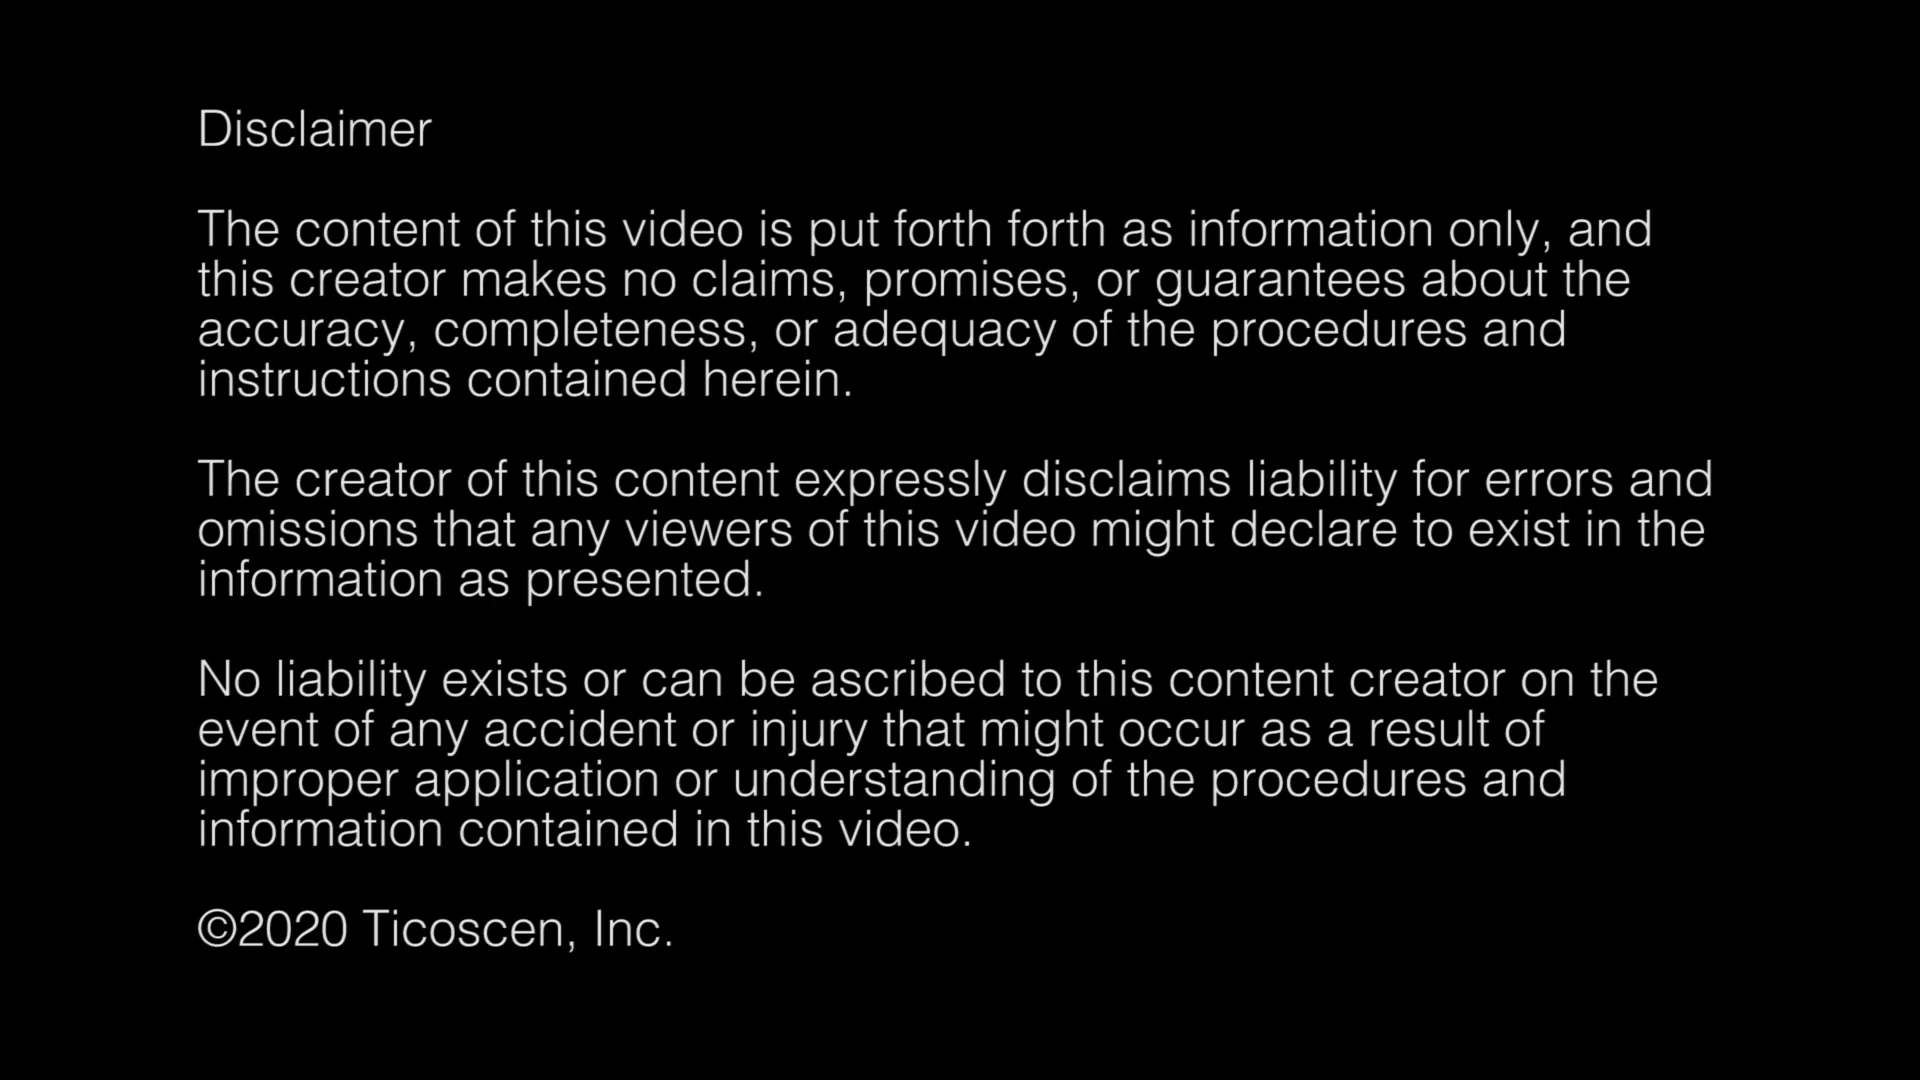 Disclaimer
The content of this video is put forth forth as information only, and
this creator makes no claims, promises, or guarantees about the
accuracy, completeness, or adequacy of the procedures and
instructions contained herein.
The creator of this content expressly disclaims liability for errors and
omissions that any viewers of this video might declare to exist in the
information as presented.
No liability exists or can be ascribed to this content creator on the
event of any accident or injury that might occur as a result of
improper application or understanding of the procedures and
information contained in this video.
©2020 Ticoscen, Inc.